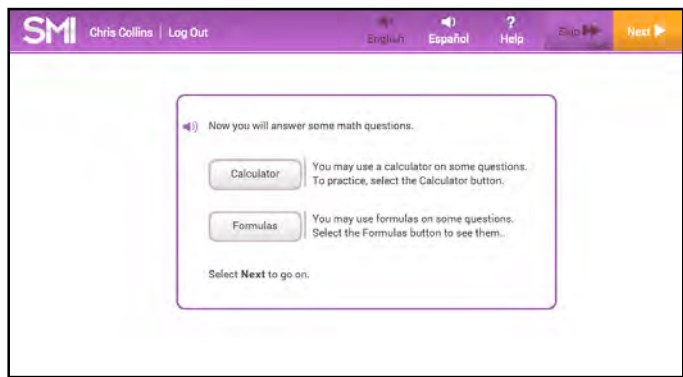 SMI Chris Collins | Log Out English Español ? Help Skip Next
Now you will answer some math questions.
Calculator
You may use a calculator on some questions.
To practice, select the Calculator button.
Formulas
You may use formulas on some questions.
Select the Formulas button to see them..
Select Next to go on.